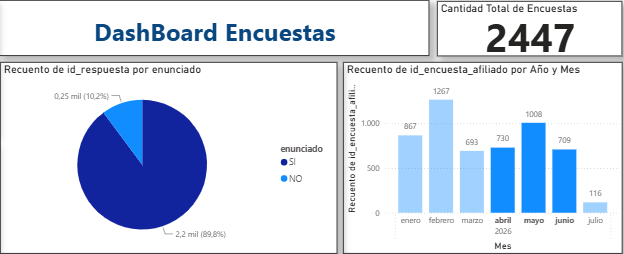 DashBoard Encuestas
Cantidad Total de Encuestas
2447
Recuento de id_respuesta por enunciado
0,25 mil (10,2%)
2,2 mil (89,8%)
enunciado
SI
NO
Recuento de id_encuesta_afiliado por Año y Mes
Recuento de id_encuesta_afili...
1.000
500
0
867
1267
693
730
1008
709
116
enero
febrero
marzo
abril
mayo
junio
julio
2026
Mes